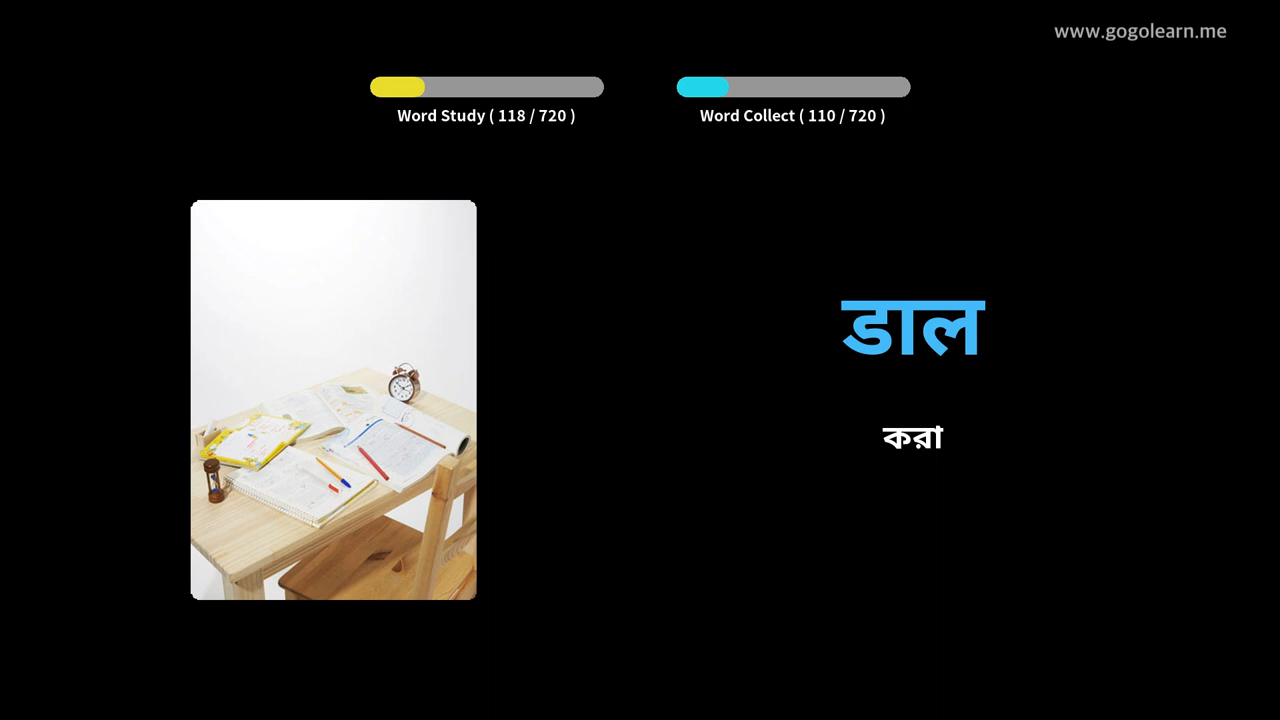 www.gogolearn.me
Word Study ( 118 / 720 )
Word Collect ( 110 / 720 )
ডাল
করা